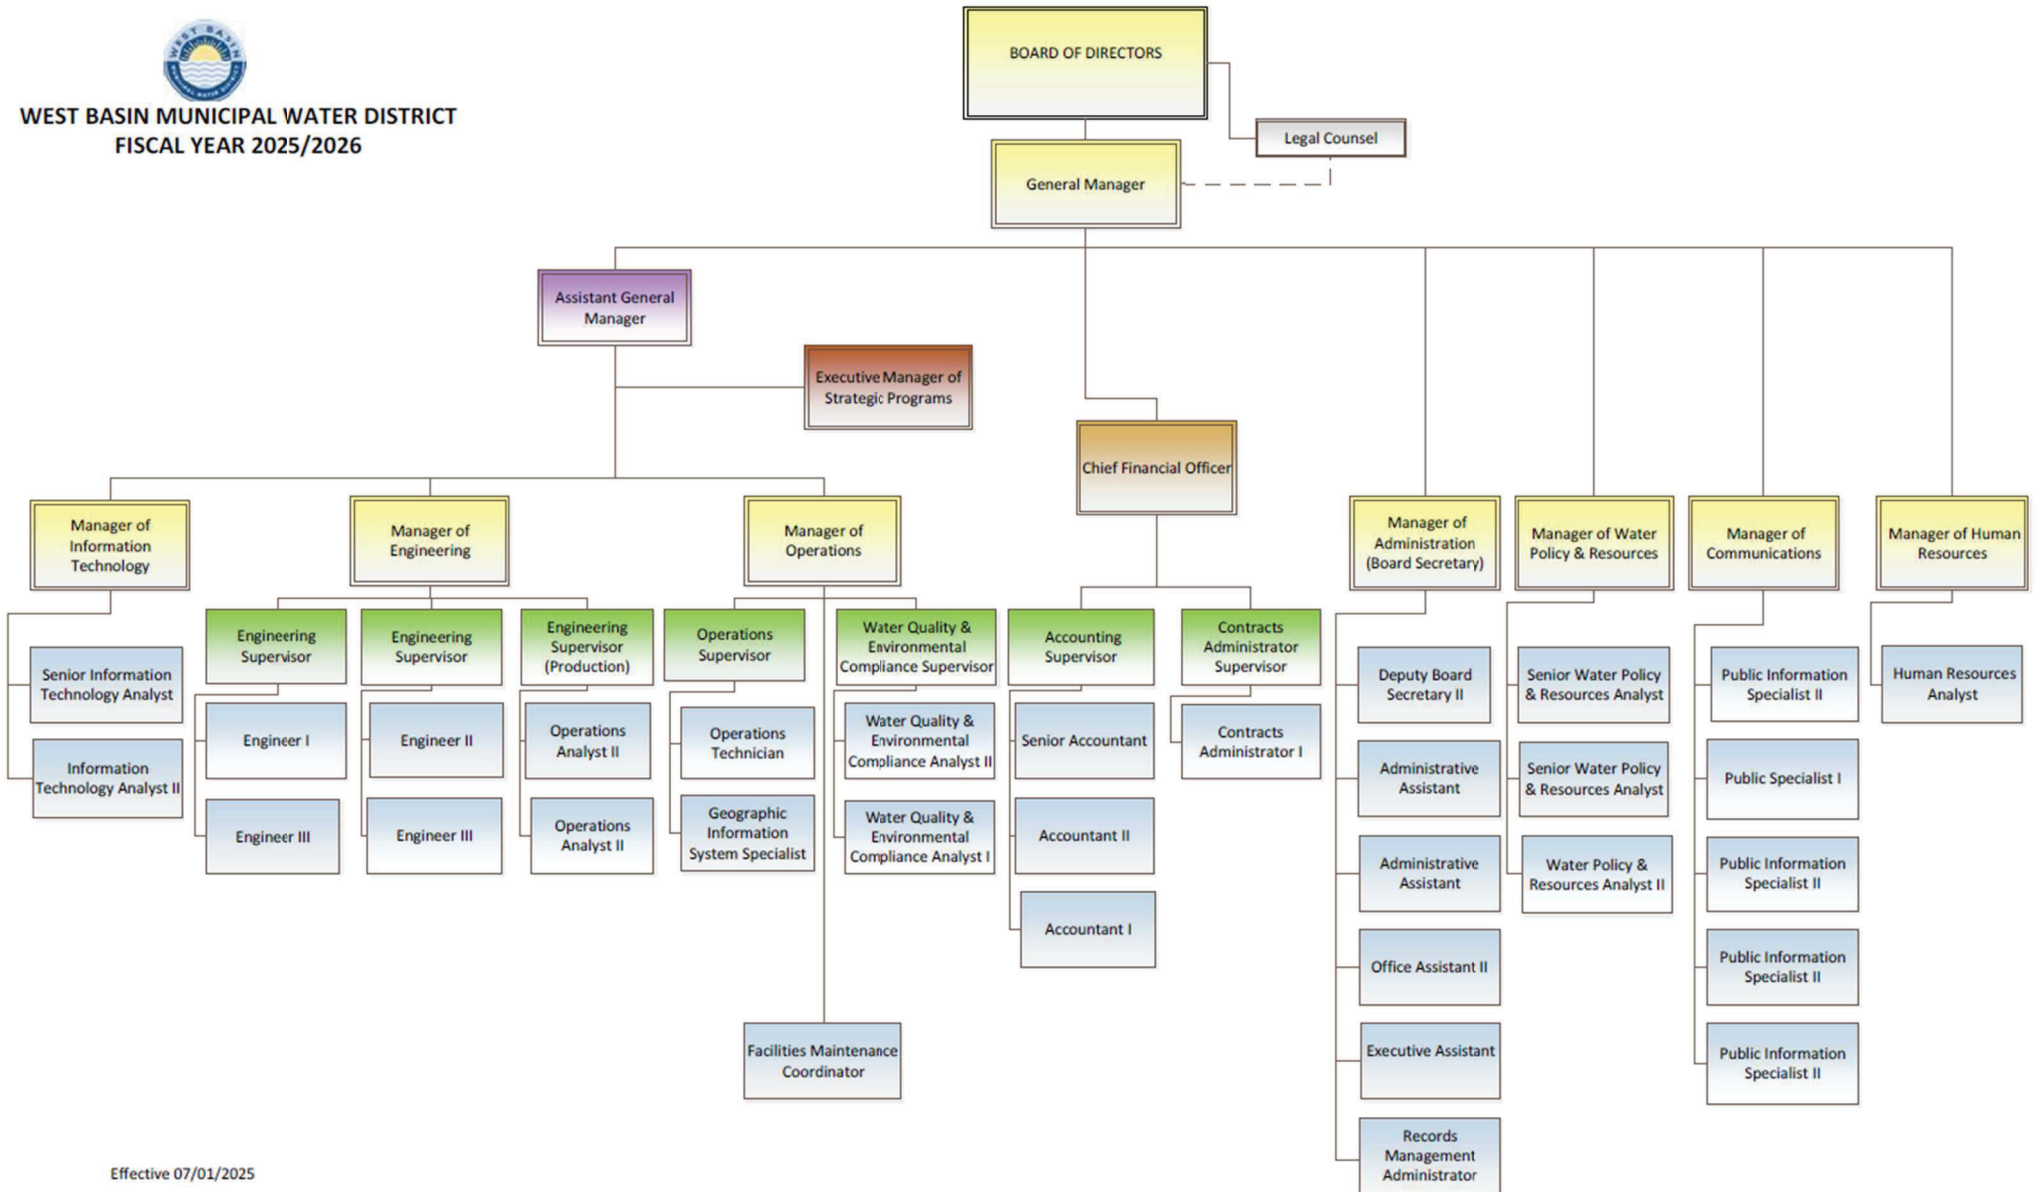 WEST BASIN
MUNICIPAL WATER DISTRICT
WEST BASIN MUNICIPAL WATER DISTRICT
FISCAL YEAR 2025/2026
BOARD OF DIRECTORS
Legal Counsel
General Manager
Assistant General
Manager
Executive Manager of
Strategic Programs
Chief Financial Officer
Manager of
Information
Technology
Manager of
Engineering
Manager of
Operations
Manager of
Administration
(Board Secretary)
Manager of Water
Policy & Resources
Manager of
Communications
Manager of Human
Resources
Engineering
Supervisor
Engineering
Supervisor
Engineering
Supervisor
(Production)
Operations
Supervisor
Water Quality &
Environmental
Compliance Supervisor
Accounting
Supervisor
Contracts
Administrator
Supervisor
Senior Information
Technology Analyst
Information
Technology Analyst II
Engineer I
Engineer III
Engineer II
Engineer III
Operations
Analyst II
Operations
Analyst II
Operations
Technician
Geographic
Information
System Specialist
Water Quality &
Environmental
Compliance Analyst II
Water Quality &
Environmental
Compliance Analyst I
Facilities Maintenance
Coordinator
Senior Accountant
Accountant II
Accountant I
Contracts
Administrator I
Deputy Board
Secretary II
Administrative
Assistant
Administrative
Assistant
Office Assistant II
Executive Assistant
Records
Management
Administrator
Senior Water Policy
& Resources Analyst
Senior Water Policy
& Resources Analyst
Water Policy &
Resources Analyst II
Public Information
Specialist II
Public Specialist I
Public Information
Specialist II
Public Information
Specialist II
Public Information
Specialist II
Human Resources
Analyst
Effective 07/01/2025